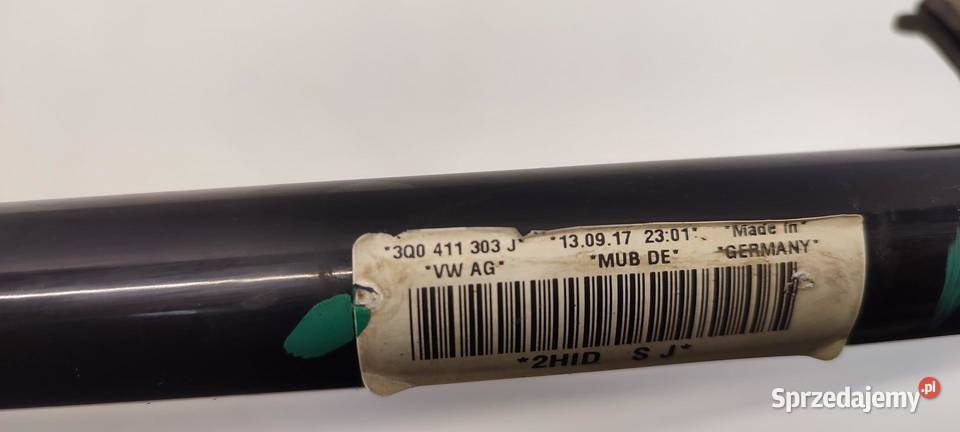 *3Q0 411 303 J* *13.09.17 23:01* *Made in*
*VW AG* *MUB DE* *GERMANY*
*2HID S J*
Sprzedajemy.pl